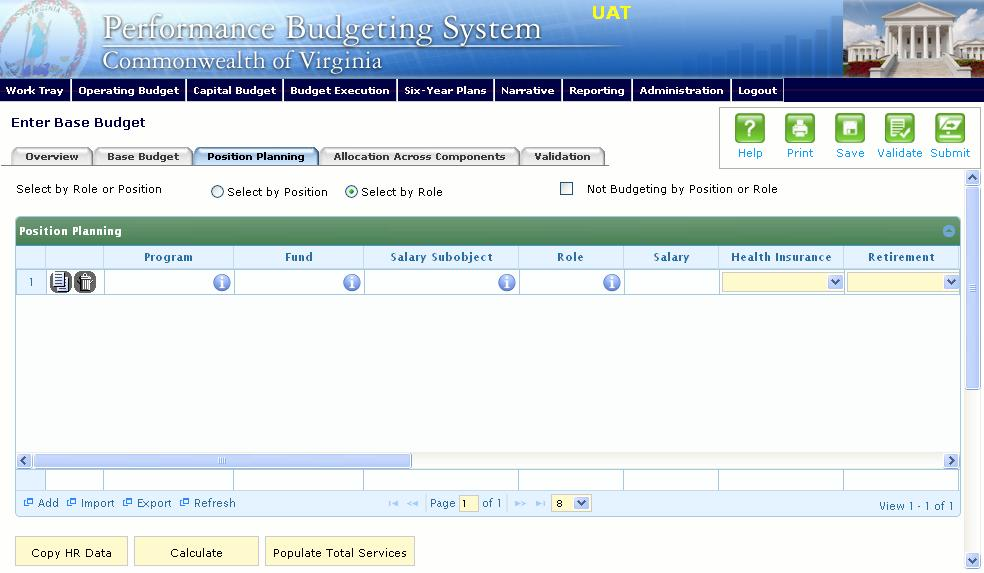 UAT
Performance Budgeting System
Commonwealth of Virginia
Work Tray Operating Budget Capital Budget Budget Execution Six-Year Plans Narrative Reporting Administration Logout
Enter Base Budget
Help Print Save Validate Submit
Overview Base Budget Position Planning Allocation Across Components Validation
Select by Role or Position Select by Position Select by Role Not Budgeting by Position or Role
Position Planning
Program Fund Salary Subobject Role Salary Health Insurance Retirement
1
Add Import Export Refresh Page 1 of 1 8 View 1 - 1 of 1
Copy HR Data Calculate Populate Total Services